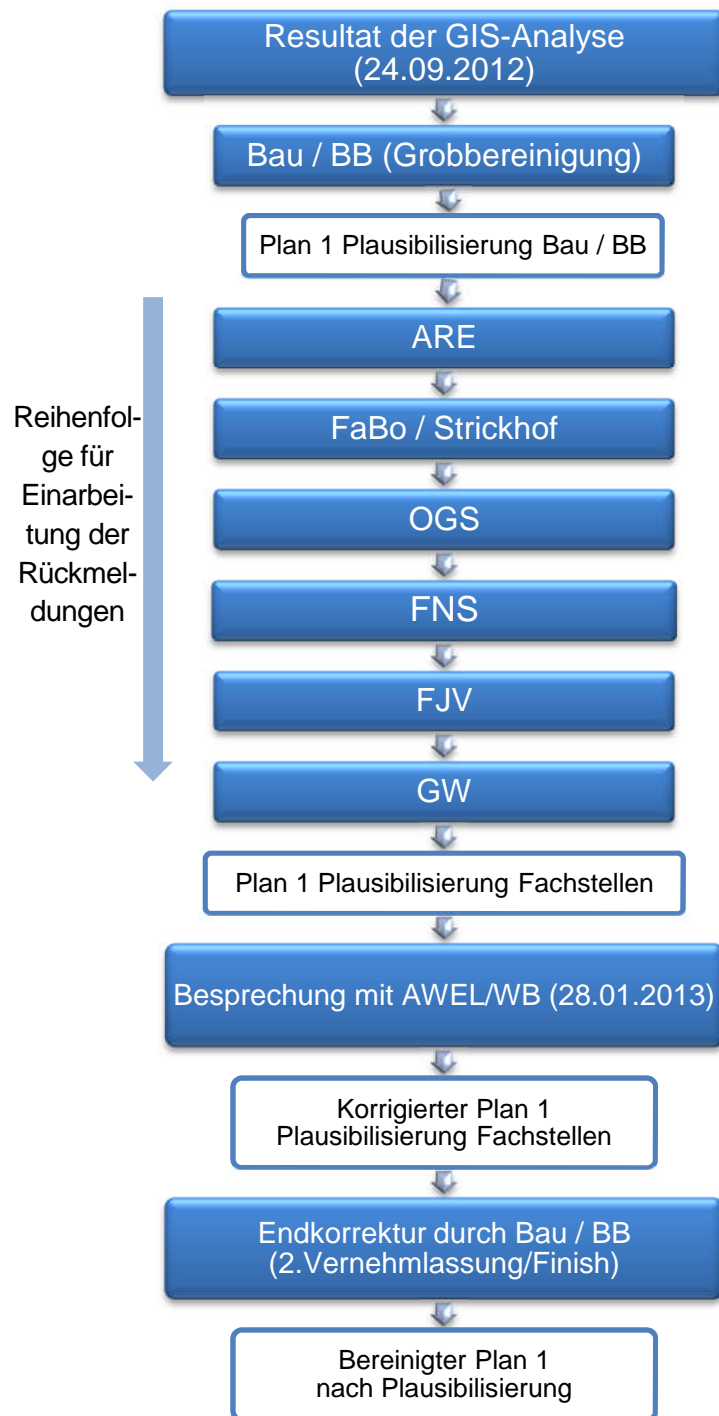 Resultat der GIS-Analyse
(24.09.2012)
Bau / BB (Grobbereinigung)
Plan 1 Plausibilisierung Bau / BB
Reihenfol-
ge für
Einarbei-
tung der
Rückmel-
dungen
ARE
FaBo / Strickhof
OGS
FNS
FJV
GW
Plan 1 Plausibilisierung Fachstellen
Besprechung mit AWEL/WB (28.01.2013)
Korrigierter Plan 1
Plausibilisierung Fachstellen
Endkorrektur durch Bau / BB
(2.Vernehmlassung/Finish)
Bereinigter Plan 1
nach Plausibilisierung